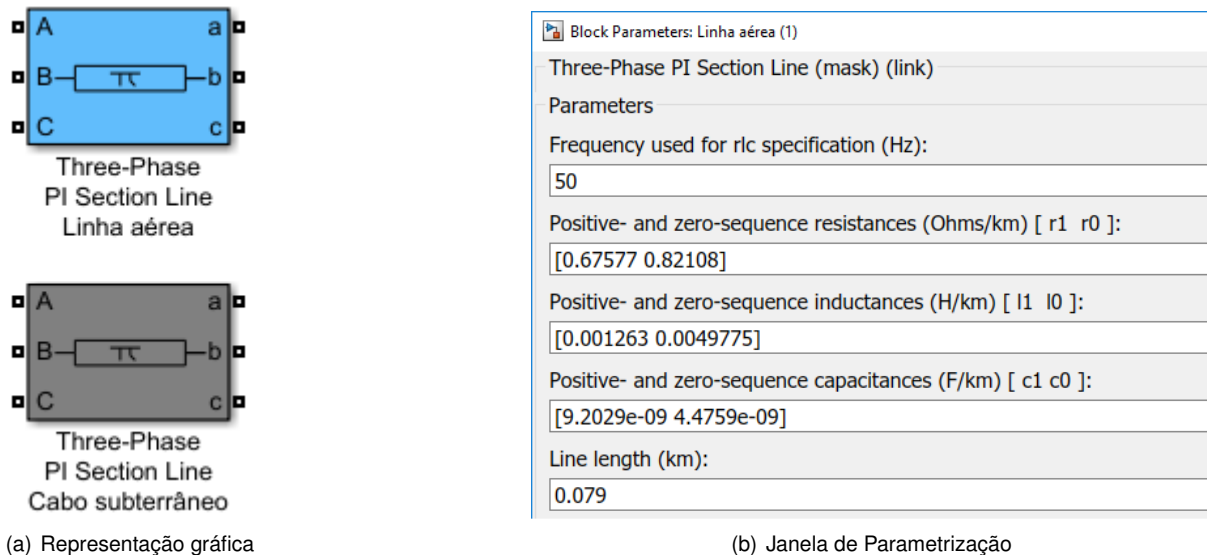 A a
B b
C c
Three-Phase
PI Section Line
Linha aérea
A a
B b
C c
Three-Phase
PI Section Line
Cabo subterrâneo
(a) Representação gráfica
Block Parameters: Linha aérea (1)
Three-Phase PI Section Line (mask) (link)
Parameters
Frequency used for rlc specification (Hz):
50
Positive- and zero-sequence resistances (Ohms/km) [ r1  r0 ]:
[0.67577 0.82108]
Positive- and zero-sequence inductances (H/km) [ l1  l0 ]:
[0.001263 0.0049775]
Positive- and zero-sequence capacitances (F/km) [ c1 c0 ]:
[9.2029e-09 4.4759e-09]
Line length (km):
0.079
(b) Janela de Parametrização